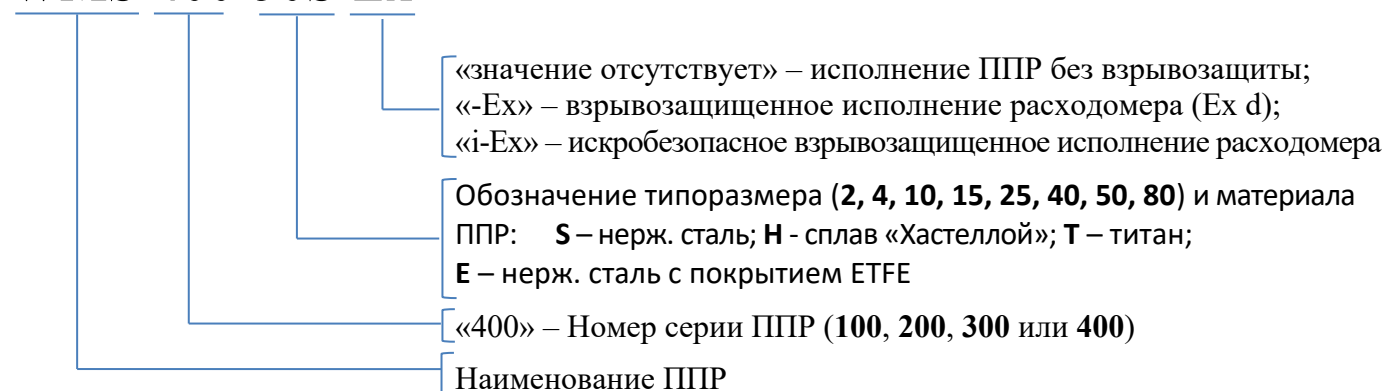 «значение отсутствует» – исполнение ППР без взрывозащиты;
«-Ex» – взрывозащищенное исполнение расходомера (Ex d);
«i-Ex» – искробезопасное взрывозащищенное исполнение расходомера
Обозначение типоразмера (2, 4, 10, 15, 25, 40, 50, 80) и материала
ППР: S – нерж. сталь; H - сплав «Хастеллой»; T – титан;
E – нерж. сталь с покрытием ETFE
«400» – Номер серии ППР (100, 200, 300 или 400)
Наименование ППР